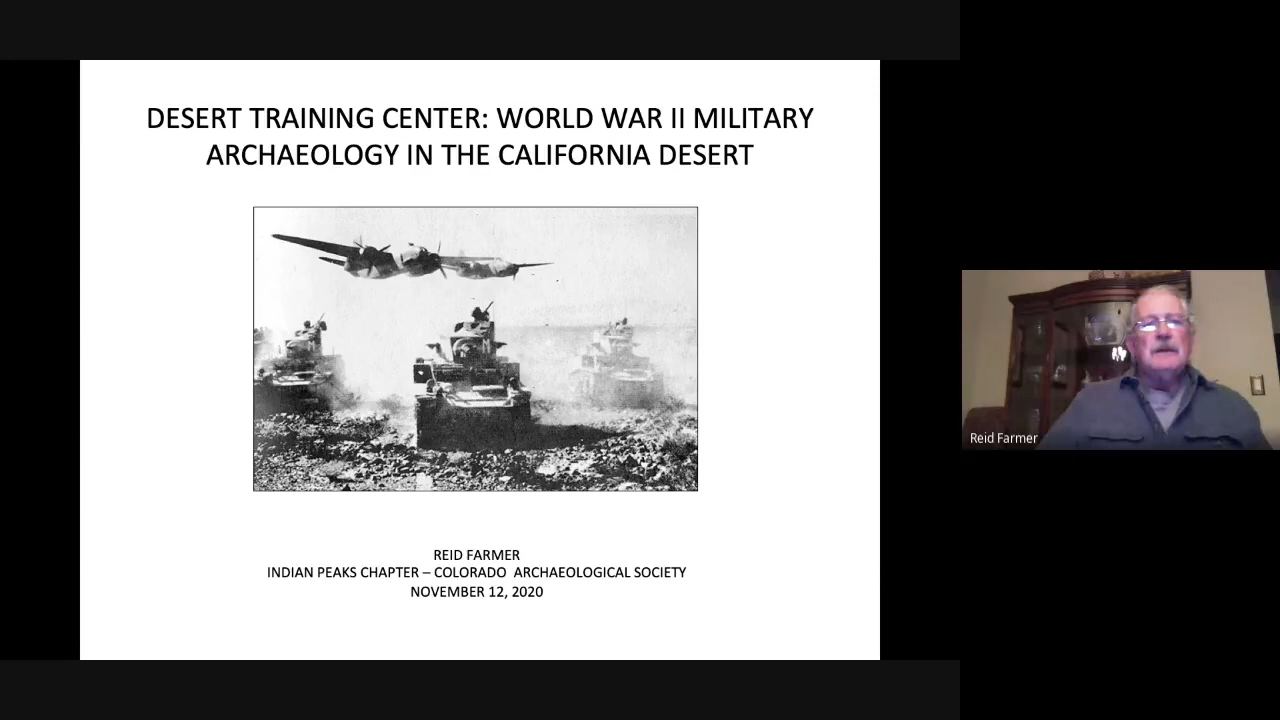 DESERT TRAINING CENTER: WORLD WAR II MILITARY
ARCHAEOLOGY IN THE CALIFORNIA DESERT
REID FARMER
INDIAN PEAKS CHAPTER – COLORADO ARCHAEOLOGICAL SOCIETY
NOVEMBER 12, 2020
Reid Farmer